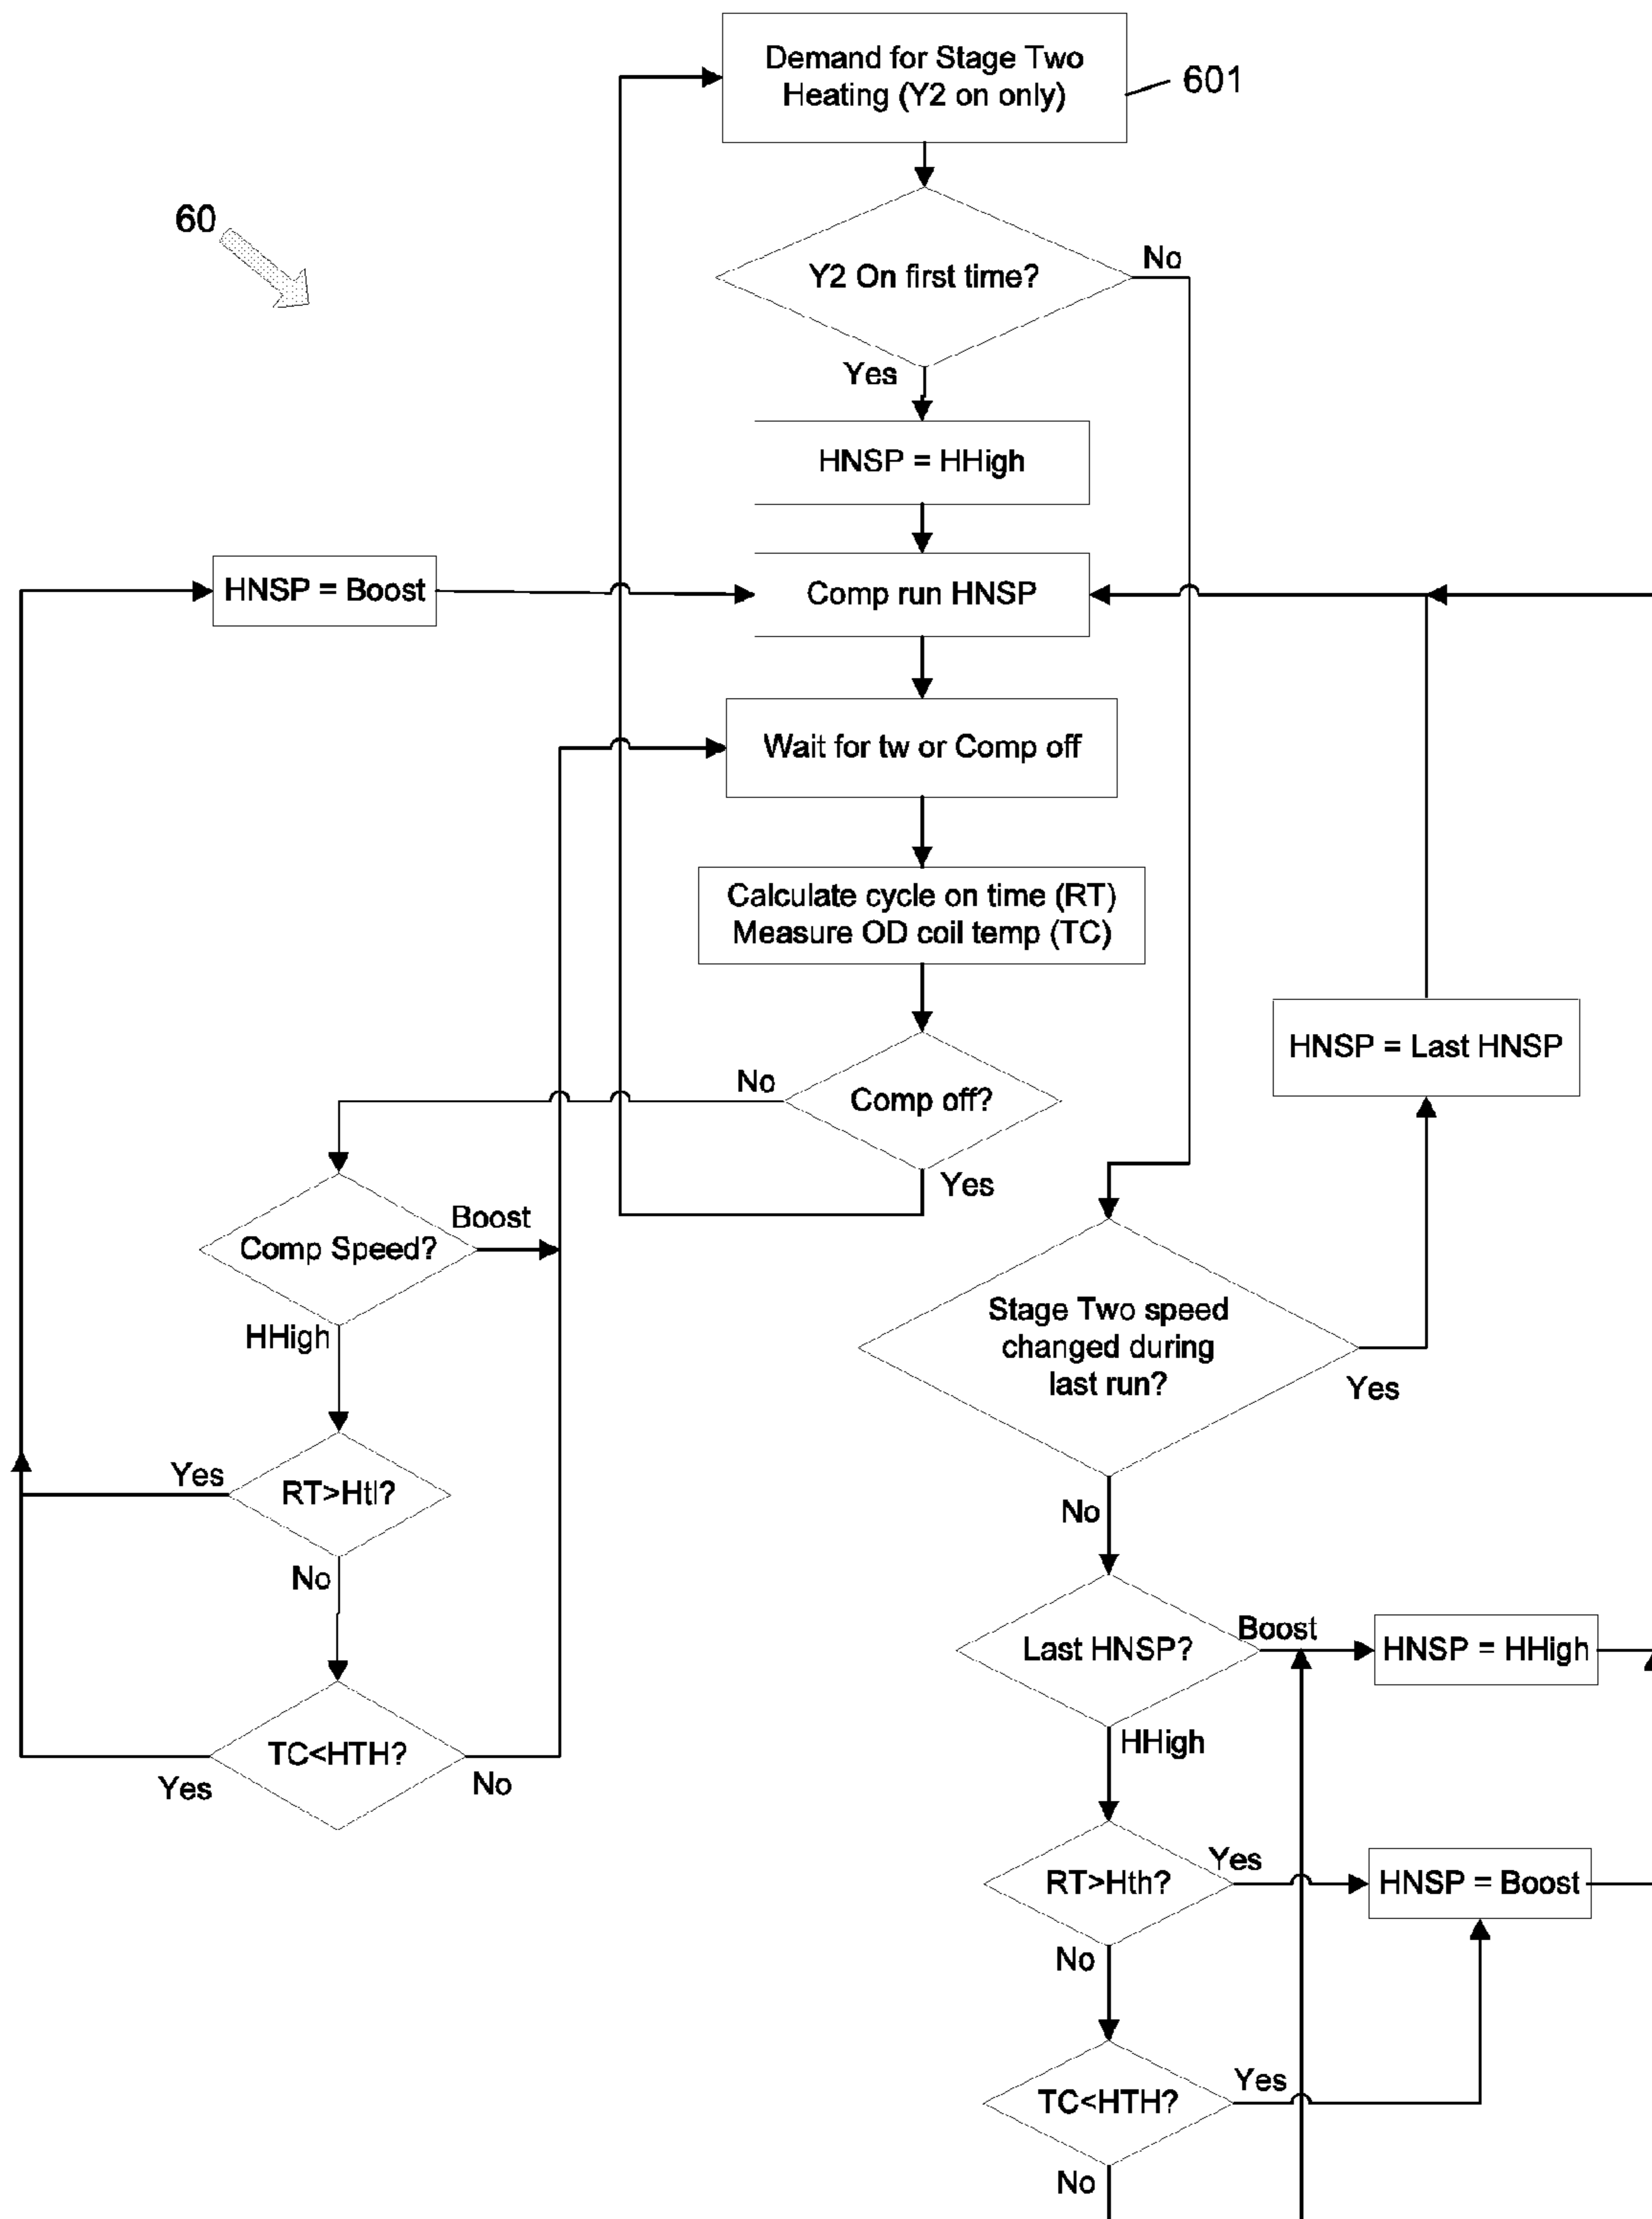 Demand for Stage Two
Heating (Y2 on only)
601
60
Y2 On first time?
No
Yes
HNSP = HHigh
HNSP = Boost
Comp run HNSP
Wait for tw or Comp off
Calculate cycle on time (RT)
Measure OD coil temp (TC)
HNSP = Last HNSP
No
Comp off?
Yes
Boost
Comp Speed?
HHigh
Stage Two speed
changed during
last run?
Yes
Yes
RT>Htl?
No
No
Last HNSP?
Boost
HNSP = HHigh
HHigh
TC<HTH?
Yes
No
RT>Hth?
Yes
HNSP = Boost
No
TC<HTH?
Yes
No